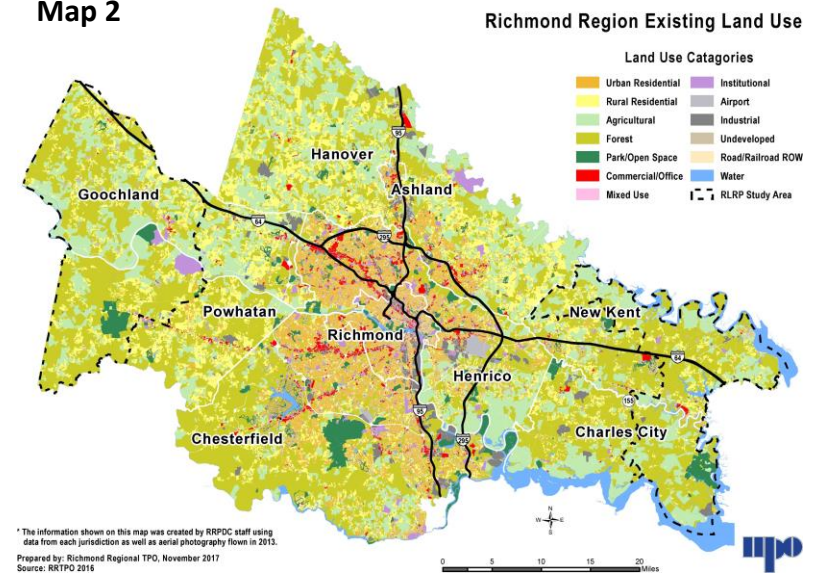 Map 2
Richmond Region Existing Land Use
Land Use Catagories
Urban Residential
Rural Residential
Agricultural
Forest
Park/Open Space
Commercial/Office
Mixed Use
Institutional
Airport
Industrial
Undeveloped
Road/Railroad ROW
Water
RLRP Study Area
95
Hanover
Ashland
Goochland
64
295
Powhatan
Richmond
New Kent
64
Henrico
155
95
Chesterfield
295
Charles City
N
W E
S
* The information shown on this map was created by RRPDC staff using
data from each jurisdiction as well as aerial photography flown in 2013.
Prepared by: Richmond Regional TPO, November 2017
Source: RRTPO 2016
0 5 10 15 20
Miles